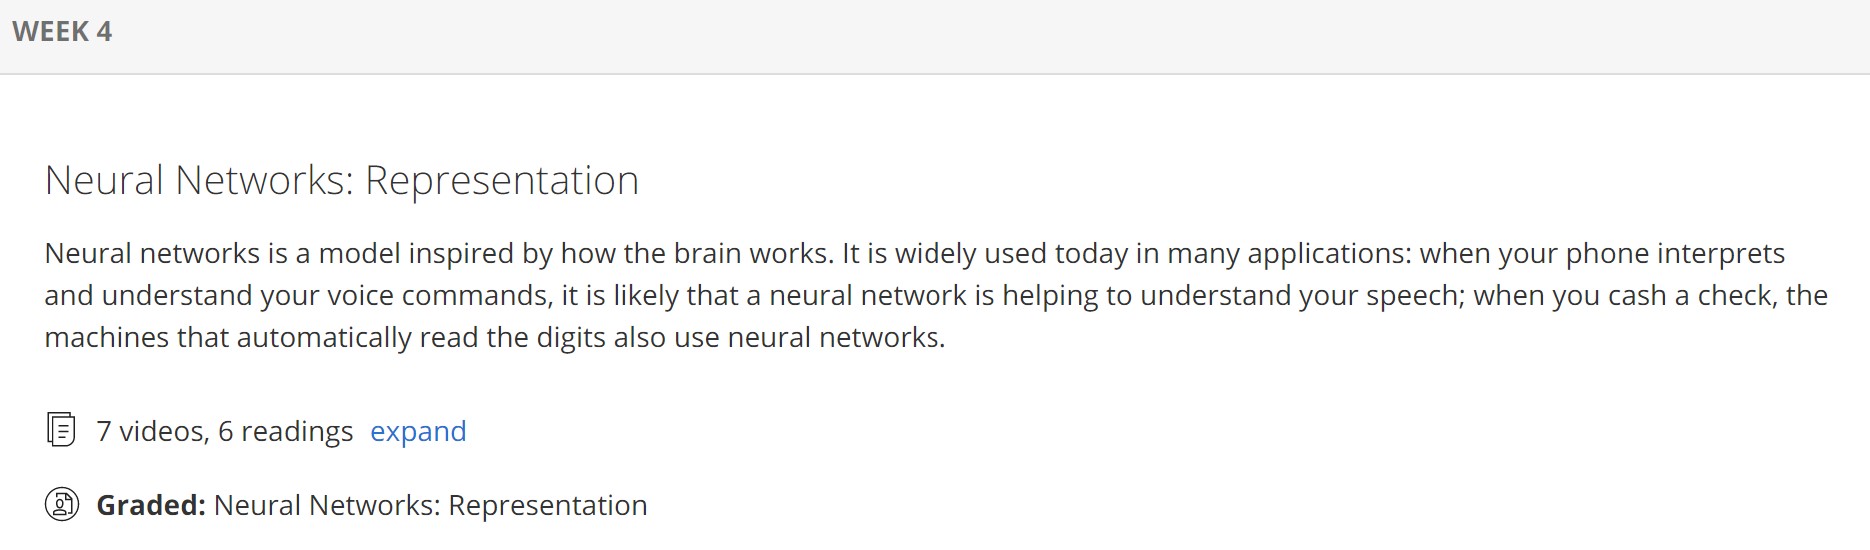 WEEK 4
Neural Networks: Representation
Neural networks is a model inspired by how the brain works. It is widely used today in many applications: when your phone interprets
and understand your voice commands, it is likely that a neural network is helping to understand your speech; when you cash a check, the
machines that automatically read the digits also use neural networks.
7 videos, 6 readings expand
Graded: Neural Networks: Representation